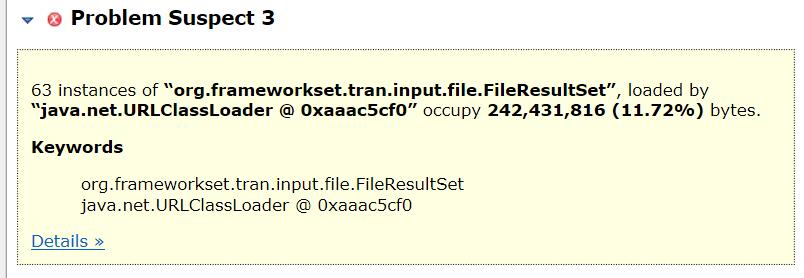 Problem Suspect 3
63 instances of “org.frameworkset.tran.input.file.FileResultSet”, loaded by
“java.net.URLClassLoader @ 0xaaac5cf0” occupy 242,431,816 (11.72%) bytes.
Keywords
org.frameworkset.tran.input.file.FileResultSet
java.net.URLClassLoader @ 0xaaac5cf0
Details »